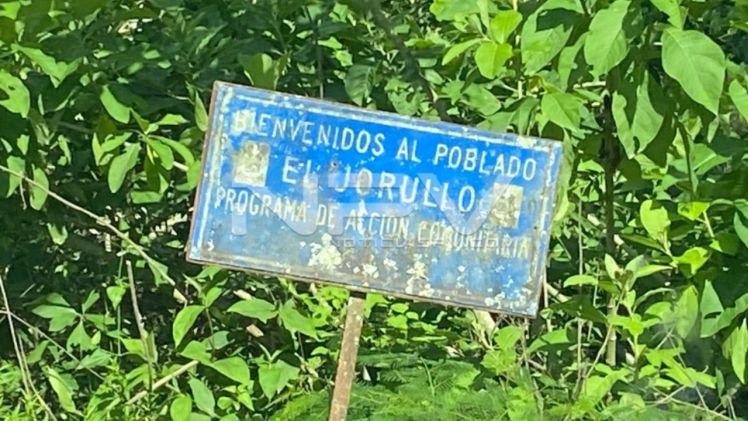 BIENVENIDOS AL POBLADO
EL JORULLO
PROGRAMA DE ACCION COMUNITARIA